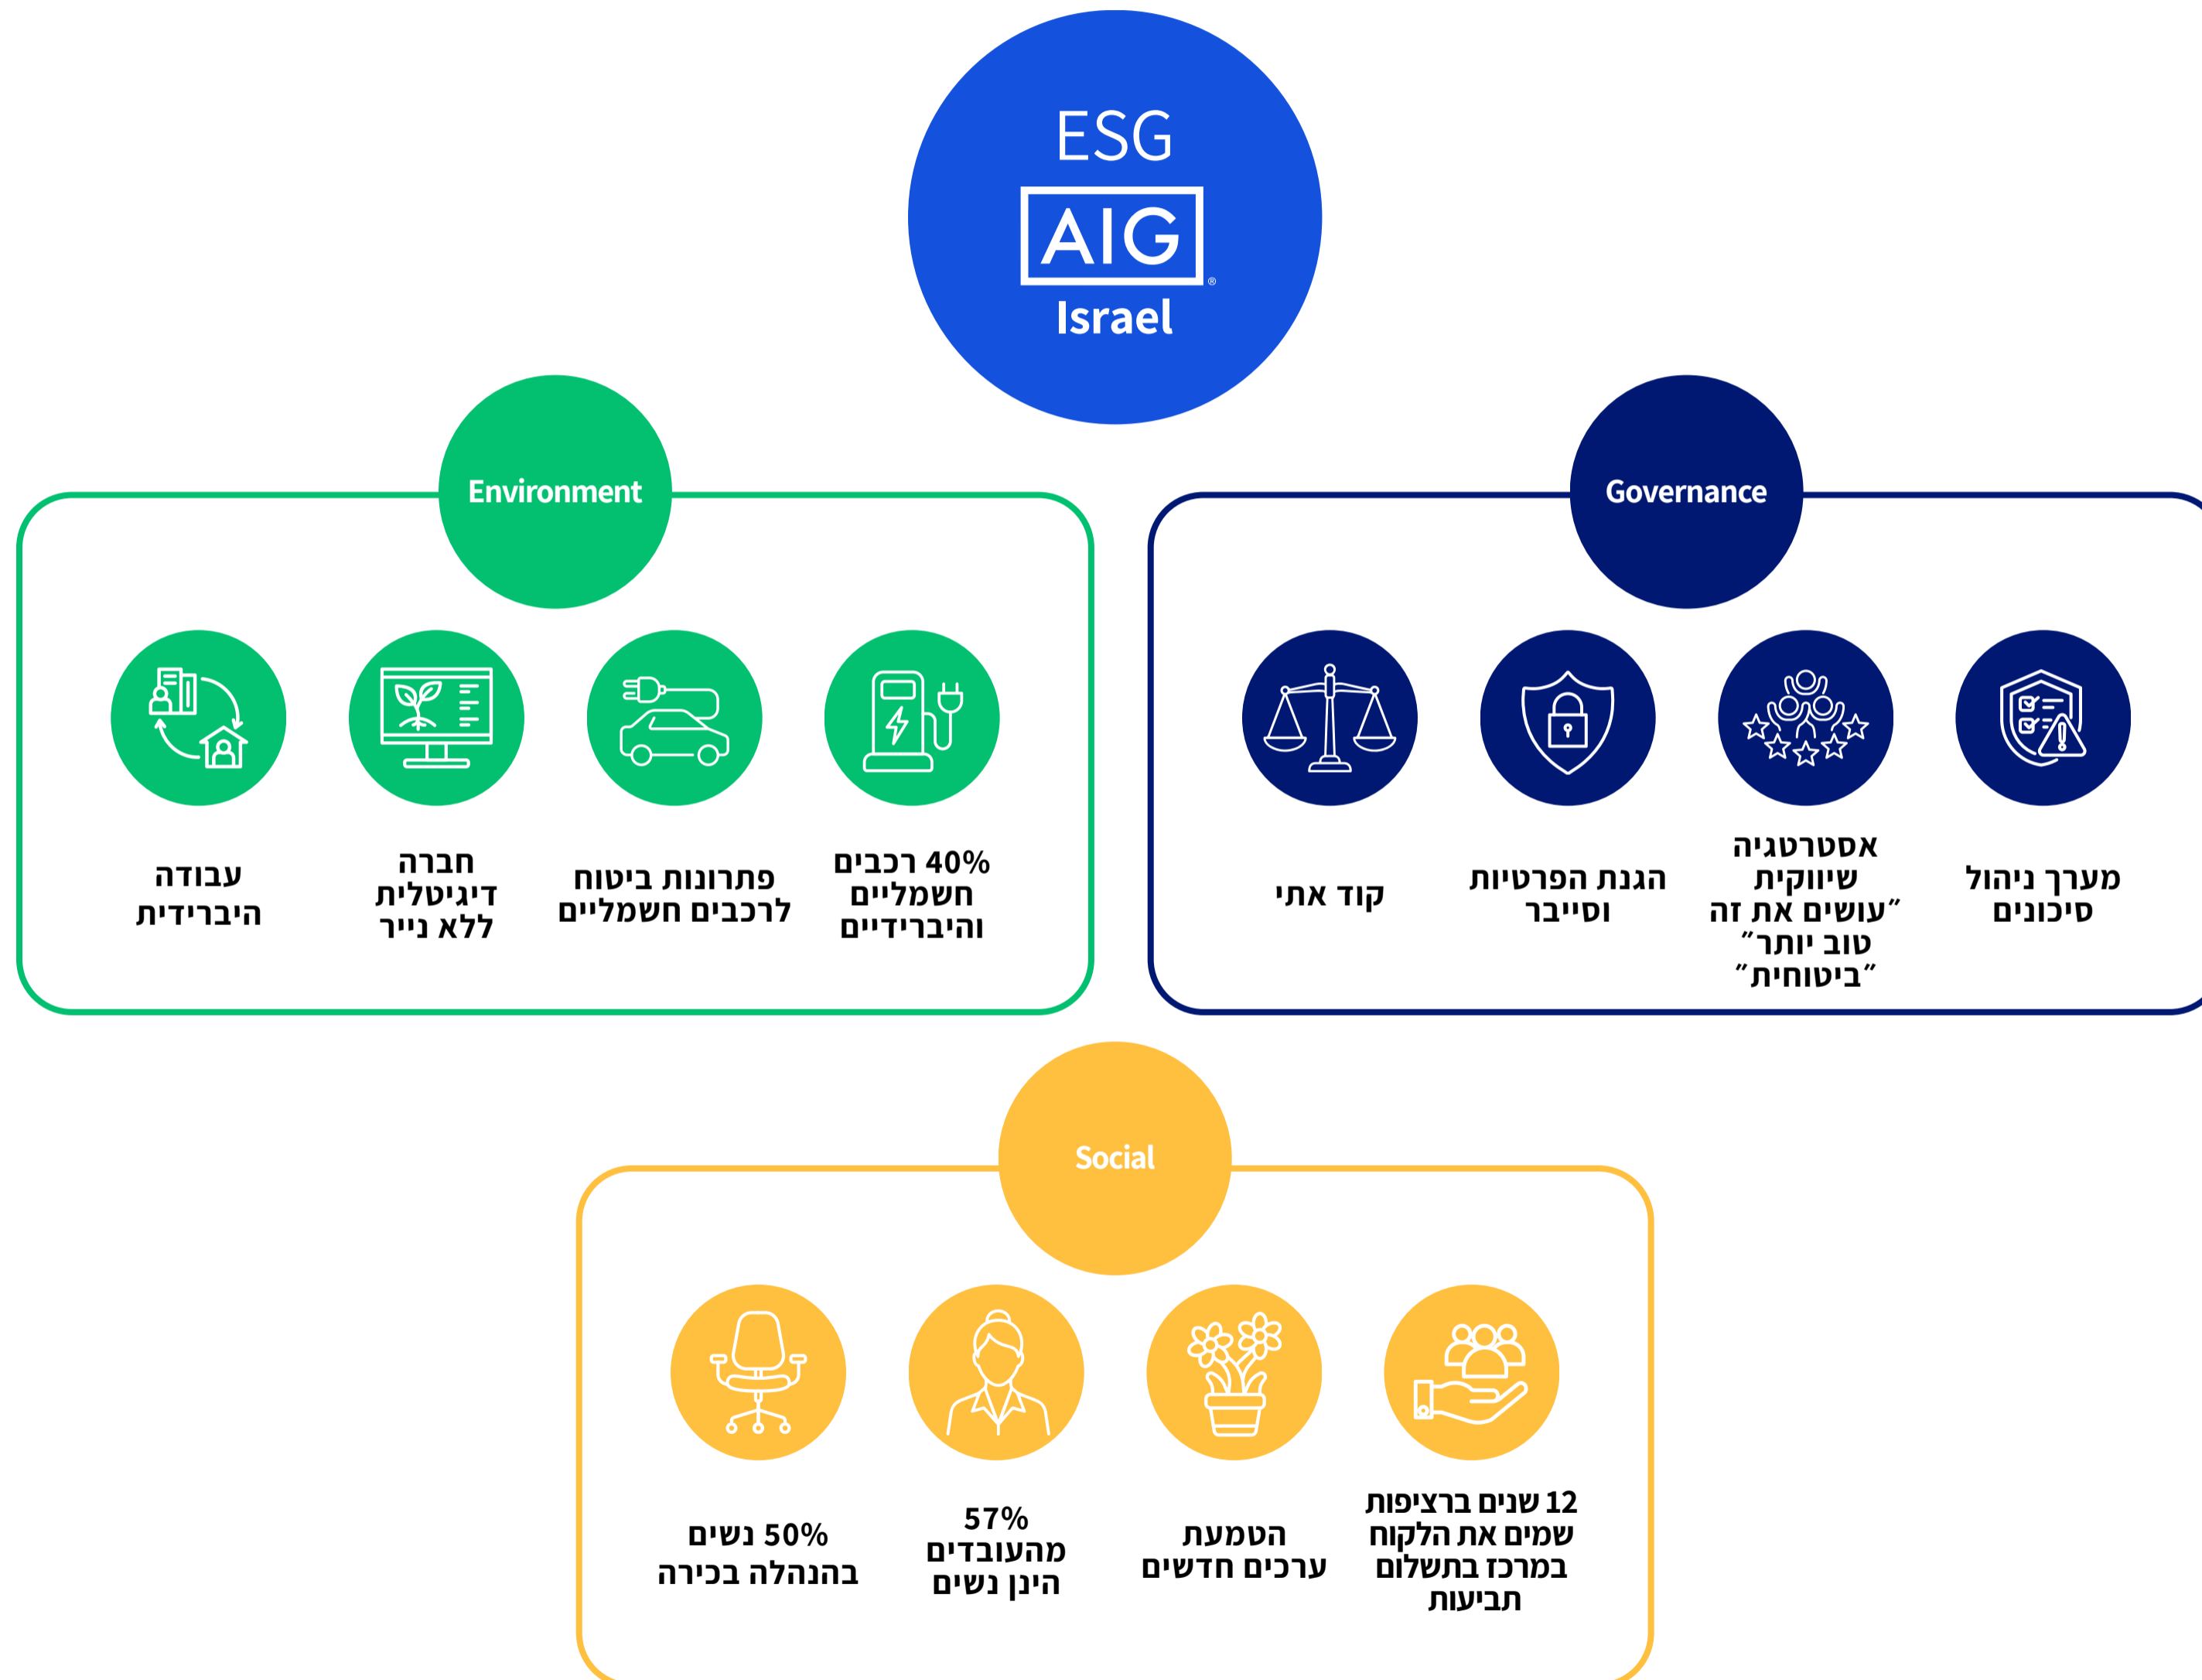 ESG
AIG
®
Israel
Environment
עבודה
היברידית
חברה
דיגיטלית
ללא נייר
פתרונות ביטוח
לרכבים חשמליים
40% רכבים
חשמליים
והיברידיים
Governance
קוד אתי
הגנת הפרטיות
וסייבר
אסטרטגיה
שיווקית
״עושים את זה
טוב יותר״
״ביטוחית״
מערך ניהול
סיכונים
Social
50% נשים
בהנהלה בכירה
57%
מהעובדים
הינן נשים
הטמעת
ערכים חדשים
12 שנים ברציפות
שמים את הלקוח
במרכז בתשלום
תביעות